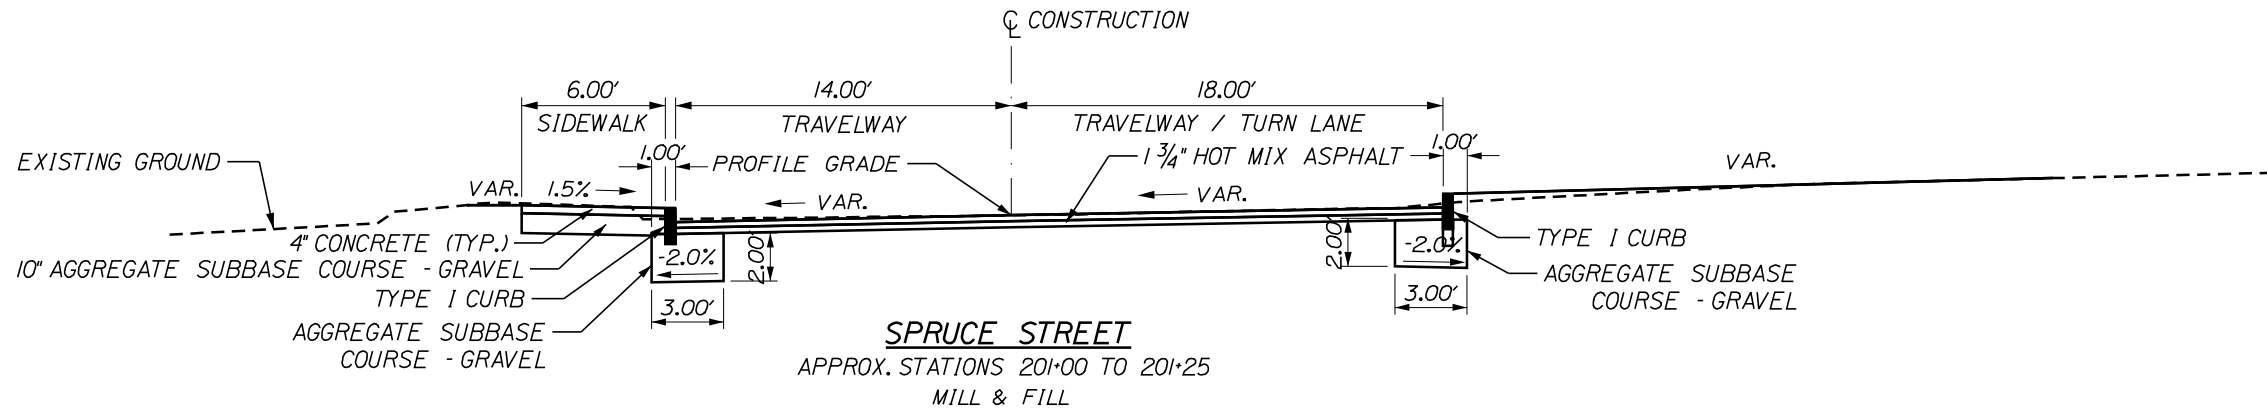 ℄ CONSTRUCTION
6.00'
14.00'
18.00'
SIDEWALK
TRAVELWAY
TRAVELWAY / TURN LANE
1.00'
1.00'
EXISTING GROUND
PROFILE GRADE
1 3/4" HOT MIX ASPHALT
VAR.
VAR.
1.5%
VAR.
VAR.
4" CONCRETE (TYP.)
10" AGGREGATE SUBBASE COURSE - GRAVEL
TYPE 1 CURB
AGGREGATE SUBBASE
COURSE - GRAVEL
-2.0%
2.00'
3.00'
2.00'
-2.0%
3.00'
TYPE 1 CURB
AGGREGATE SUBBASE
COURSE - GRAVEL
SPRUCE STREET
APPROX. STATIONS 201+00 TO 201+25
MILL & FILL